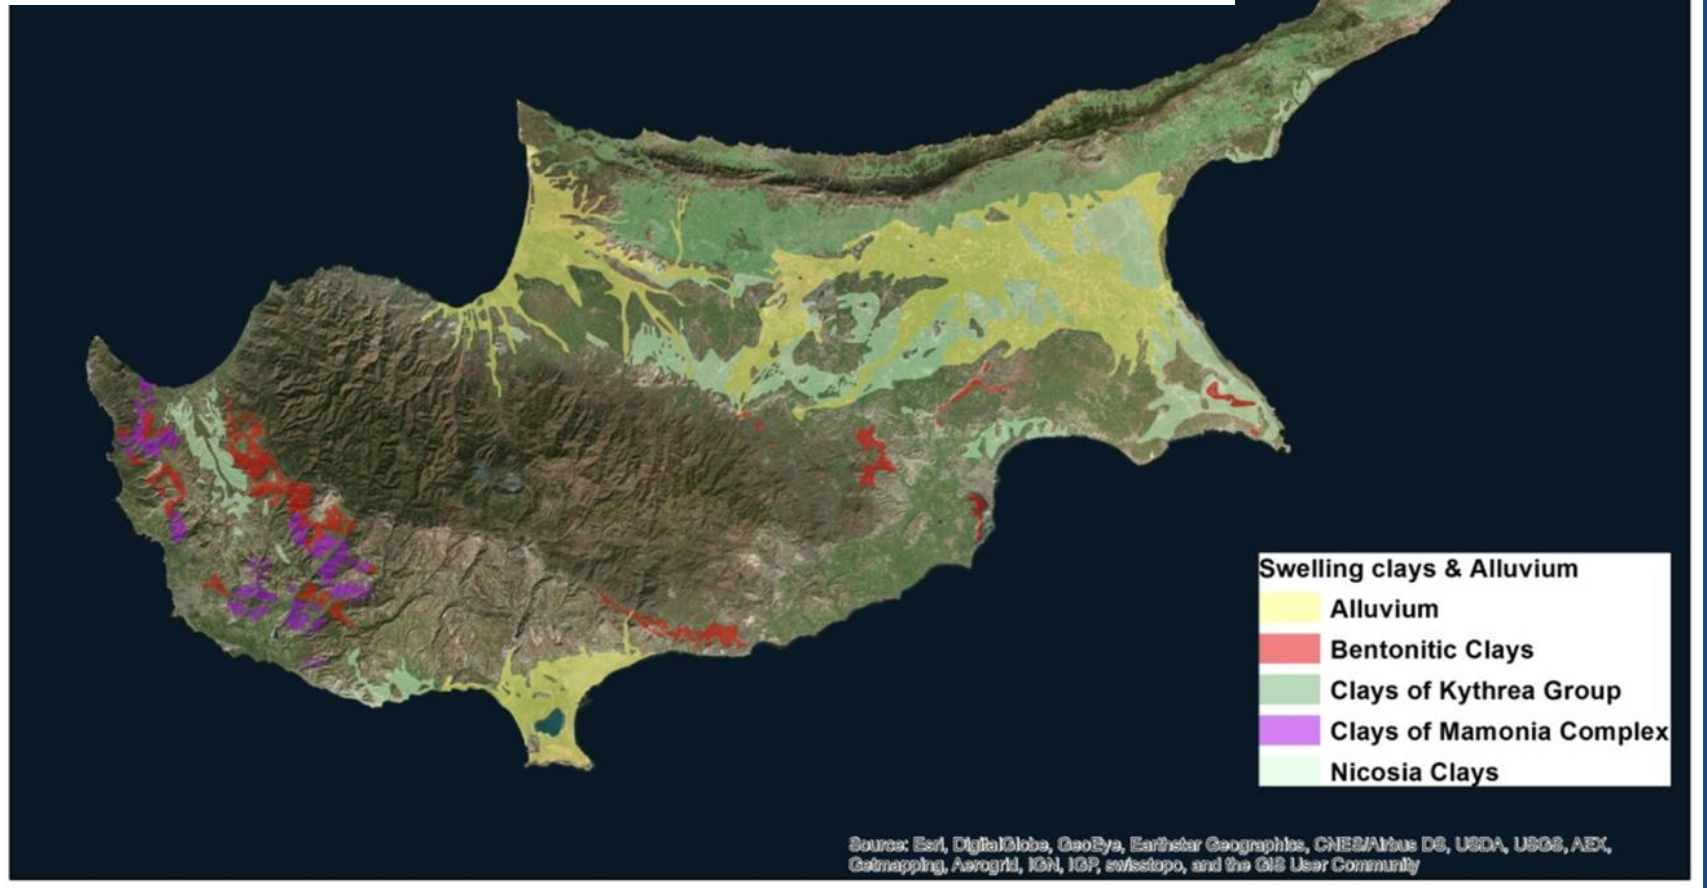 Swelling clays & Alluvium
Alluvium
Bentonitic Clays
Clays of Kythrea Group
Clays of Mamonia Complex
Nicosia Clays
Source: Esri, DigitalGlobe, GeoEye, Earthstar Geographics, CNES/Airbus DS, USDA, USGS, AEX,
Getmapping, Aerogrid, IGN, IGP, swisstopo, and the GIS User Community